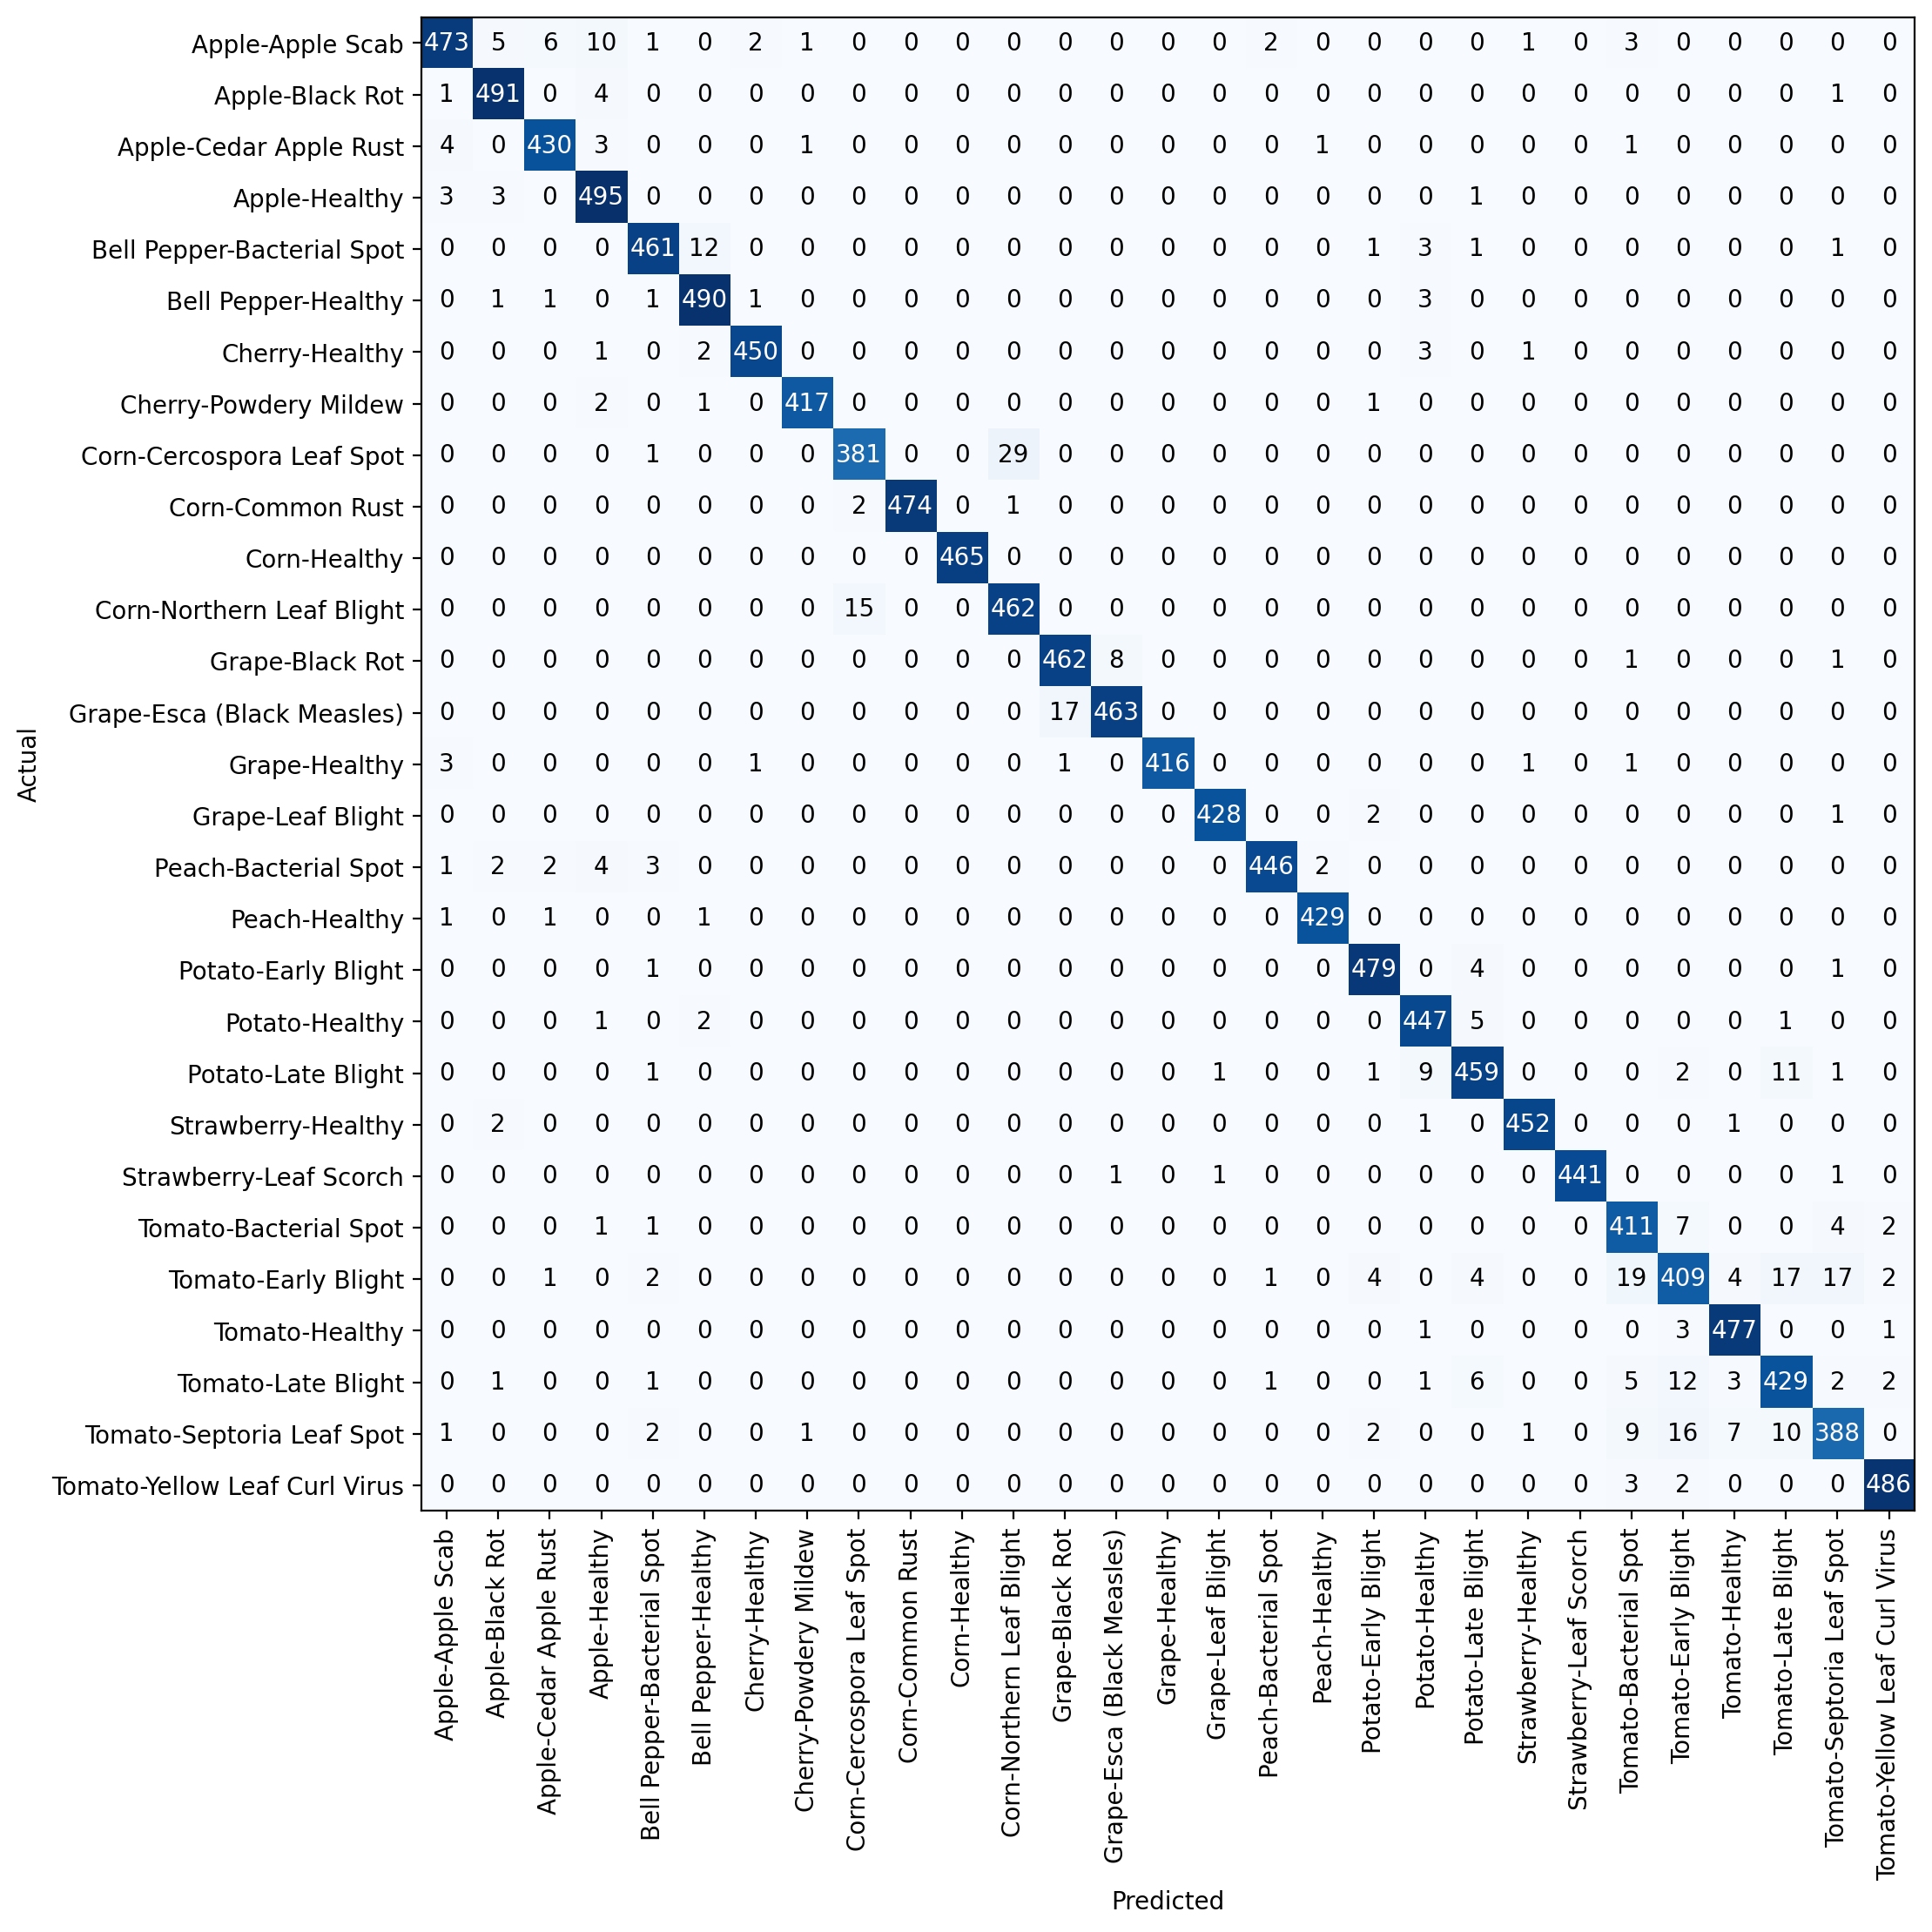 Actual
Apple-Apple Scab 473 5 6 10 1 0 2 1 0 0 0 0 0 0 0 0 2 0 0 0 0 1 0 3 0 0 0 0 0
Apple-Black Rot 1 491 0 4 0 0 0 0 0 0 0 0 0 0 0 0 0 0 0 0 0 0 0 0 0 0 0 1 0
Apple-Cedar Apple Rust 4 0 430 3 0 0 0 1 0 0 0 0 0 0 0 0 0 1 0 0 0 0 0 1 0 0 0 0 0
Apple-Healthy 3 3 0 495 0 0 0 0 0 0 0 0 0 0 0 0 0 0 0 0 1 0 0 0 0 0 0 0 0
Bell Pepper-Bacterial Spot 0 0 0 0 461 12 0 0 0 0 0 0 0 0 0 0 0 0 1 3 1 0 0 0 0 0 0 1 0
Bell Pepper-Healthy 0 1 1 0 1 490 1 0 0 0 0 0 0 0 0 0 0 0 0 3 0 0 0 0 0 0 0 0 0
Cherry-Healthy 0 0 0 1 0 2 450 0 0 0 0 0 0 0 0 0 0 0 0 3 0 1 0 0 0 0 0 0 0
Cherry-Powdery Mildew 0 0 0 2 0 1 0 417 0 0 0 0 0 0 0 0 0 0 1 0 0 0 0 0 0 0 0 0 0
Corn-Cercospora Leaf Spot 0 0 0 0 1 0 0 0 381 0 0 29 0 0 0 0 0 0 0 0 0 0 0 0 0 0 0 0 0
Corn-Common Rust 0 0 0 0 0 0 0 0 2 474 0 1 0 0 0 0 0 0 0 0 0 0 0 0 0 0 0 0 0
Corn-Healthy 0 0 0 0 0 0 0 0 0 0 465 0 0 0 0 0 0 0 0 0 0 0 0 0 0 0 0 0 0
Corn-Northern Leaf Blight 0 0 0 0 0 0 0 0 15 0 0 462 0 0 0 0 0 0 0 0 0 0 0 0 0 0 0 0 0
Grape-Black Rot 0 0 0 0 0 0 0 0 0 0 0 0 462 8 0 0 0 0 0 0 0 0 0 1 0 0 0 1 0
Grape-Esca (Black Measles) 0 0 0 0 0 0 0 0 0 0 0 0 17 463 0 0 0 0 0 0 0 0 0 0 0 0 0 0 0
Grape-Healthy 3 0 0 0 0 0 1 0 0 0 0 0 1 0 416 0 0 0 0 0 0 1 0 1 0 0 0 0 0
Grape-Leaf Blight 0 0 0 0 0 0 0 0 0 0 0 0 0 0 0 428 0 0 2 0 0 0 0 0 0 0 0 1 0
Peach-Bacterial Spot 1 2 2 4 3 0 0 0 0 0 0 0 0 0 0 0 446 2 0 0 0 0 0 0 0 0 0 0 0
Peach-Healthy 1 0 1 0 0 1 0 0 0 0 0 0 0 0 0 0 0 429 0 0 0 0 0 0 0 0 0 0 0
Potato-Early Blight 0 0 0 0 1 0 0 0 0 0 0 0 0 0 0 0 0 0 479 0 4 0 0 0 0 0 0 1 0
Potato-Healthy 0 0 0 1 0 2 0 0 0 0 0 0 0 0 0 0 0 0 0 447 5 0 0 0 0 0 1 0 0
Potato-Late Blight 0 0 0 0 1 0 0 0 0 0 0 0 0 0 0 1 0 0 1 9 459 0 0 0 2 0 11 1 0
Strawberry-Healthy 0 2 0 0 0 0 0 0 0 0 0 0 0 0 0 0 0 0 0 1 0 452 0 0 0 1 0 0 0
Strawberry-Leaf Scorch 0 0 0 0 0 0 0 0 0 0 0 0 0 1 0 1 0 0 0 0 0 0 441 0 0 0 0 1 0
Tomato-Bacterial Spot 0 0 0 1 1 0 0 0 0 0 0 0 0 0 0 0 0 0 0 0 0 0 0 411 7 0 0 4 2
Tomato-Early Blight 0 0 1 0 2 0 0 0 0 0 0 0 0 0 0 0 1 0 4 0 4 0 0 19 409 4 17 17 2
Tomato-Healthy 0 0 0 0 0 0 0 0 0 0 0 0 0 0 0 0 0 0 0 1 0 0 0 0 3 477 0 0 1
Tomato-Late Blight 0 1 0 0 1 0 0 0 0 0 0 0 0 0 0 0 1 0 0 1 6 0 0 5 12 3 429 2 2
Tomato-Septoria Leaf Spot 1 0 0 0 2 0 0 1 0 0 0 0 0 0 0 0 0 0 2 0 0 1 0 9 16 7 10 388 0
Tomato-Yellow Leaf Curl Virus 0 0 0 0 0 0 0 0 0 0 0 0 0 0 0 0 0 0 0 0 0 0 0 3 2 0 0 0 486
Apple-Apple Scab
Apple-Black Rot
Apple-Cedar Apple Rust
Apple-Healthy
Bell Pepper-Bacterial Spot
Bell Pepper-Healthy
Cherry-Healthy
Cherry-Powdery Mildew
Corn-Cercospora Leaf Spot
Corn-Common Rust
Corn-Healthy
Corn-Northern Leaf Blight
Grape-Black Rot
Grape-Esca (Black Measles)
Grape-Healthy
Grape-Leaf Blight
Peach-Bacterial Spot
Peach-Healthy
Potato-Early Blight
Potato-Healthy
Potato-Late Blight
Strawberry-Healthy
Strawberry-Leaf Scorch
Tomato-Bacterial Spot
Tomato-Early Blight
Tomato-Healthy
Tomato-Late Blight
Tomato-Septoria Leaf Spot
Tomato-Yellow Leaf Curl Virus
Predicted